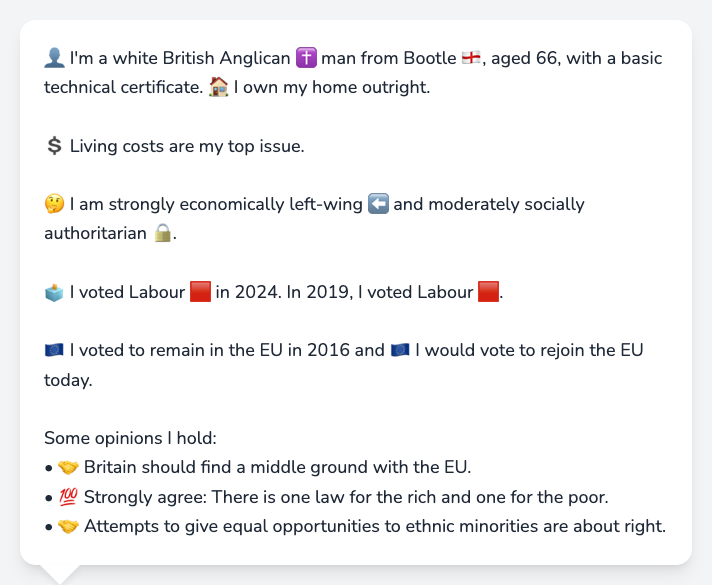 👤 I'm a white British Anglican ✝️ man from Bootle 🏴󠁧󠁢󠁥󠁮󠁧󠁿, aged 66, with a basic
technical certificate. 🏠 I own my home outright.
💲 Living costs are my top issue.
🤔 I am strongly economically left-wing ⬅️ and moderately socially
authoritarian 🔒.
🗳️ I voted Labour 🟥 in 2024. In 2019, I voted Labour 🟥.
🇪🇺 I voted to remain in the EU in 2016 and 🇪🇺 I would vote to rejoin the EU
today.
Some opinions I hold:
• 🤝 Britain should find a middle ground with the EU.
• 💯 Strongly agree: There is one law for the rich and one for the poor.
• 🤝 Attempts to give equal opportunities to ethnic minorities are about right.